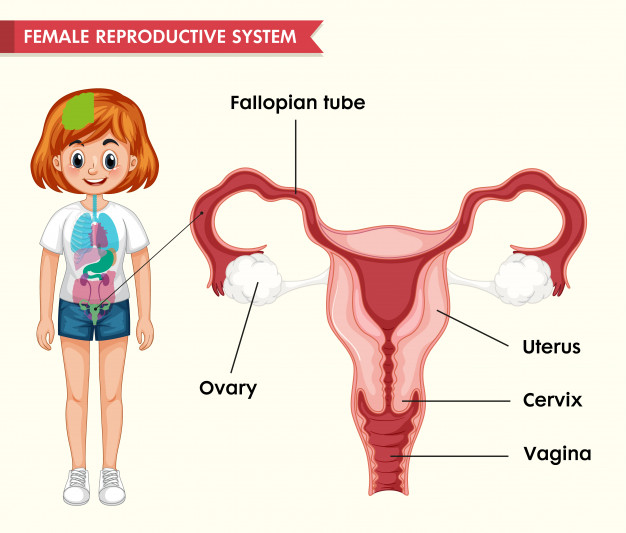 FEMALE REPRODUCTIVE SYSTEM
Fallopian tube
Ovary
Uterus
Cervix
Vagina